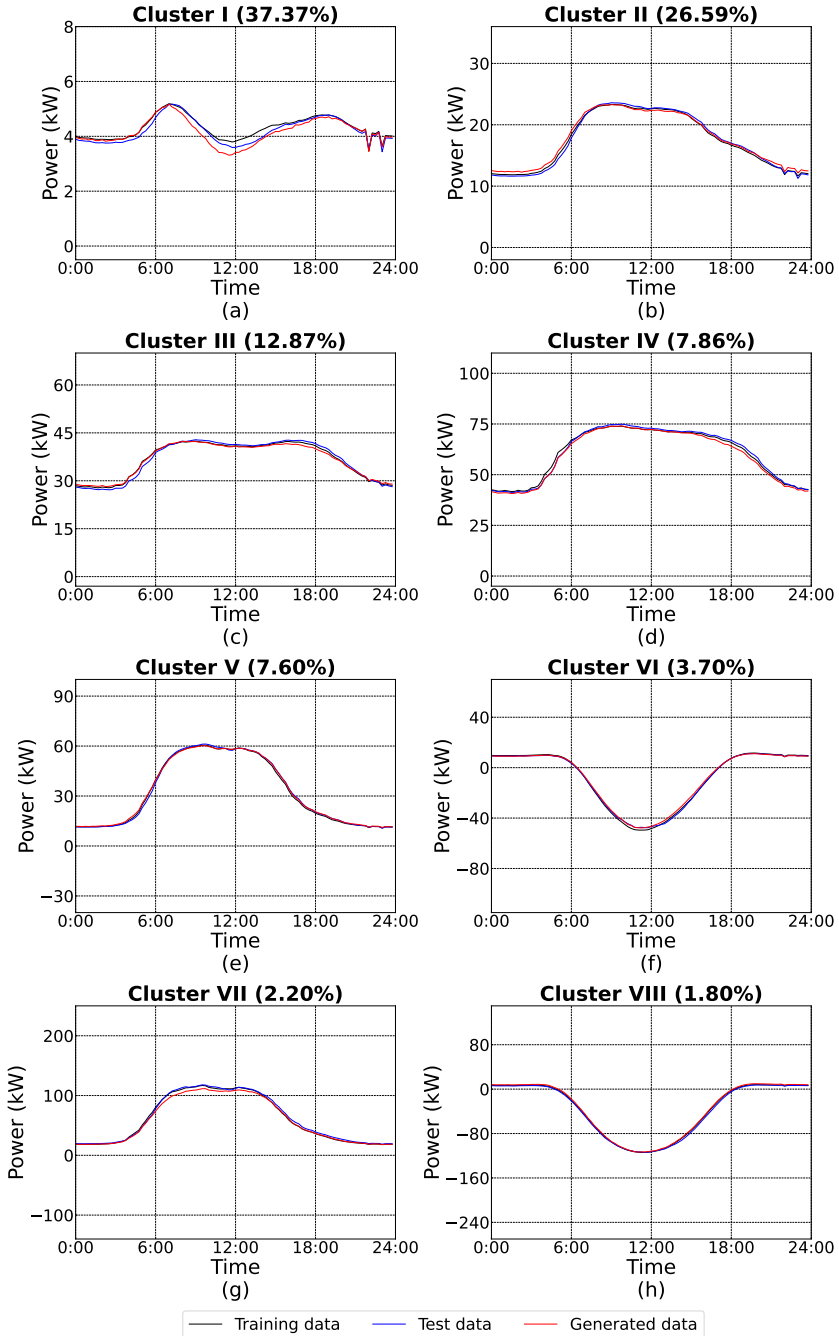 Cluster I (37.37%)
Power (kW)
8
6
4
2
0
0:00 6:00 12:00 18:00 24:00
Time
(a)
Cluster II (26.59%)
Power (kW)
30
20
10
0
0:00 6:00 12:00 18:00 24:00
Time
(b)
Cluster III (12.87%)
Power (kW)
60
45
30
15
0
0:00 6:00 12:00 18:00 24:00
Time
(c)
Cluster IV (7.86%)
Power (kW)
100
75
50
25
0
0:00 6:00 12:00 18:00 24:00
Time
(d)
Cluster V (7.60%)
Power (kW)
90
60
30
0
−30
0:00 6:00 12:00 18:00 24:00
Time
(e)
Cluster VI (3.70%)
Power (kW)
40
0
−40
−80
0:00 6:00 12:00 18:00 24:00
Time
(f)
Cluster VII (2.20%)
Power (kW)
200
100
0
−100
0:00 6:00 12:00 18:00 24:00
Time
(g)
Cluster VIII (1.80%)
Power (kW)
80
0
−80
−160
−240
0:00 6:00 12:00 18:00 24:00
Time
(h)
Training data Test data Generated data